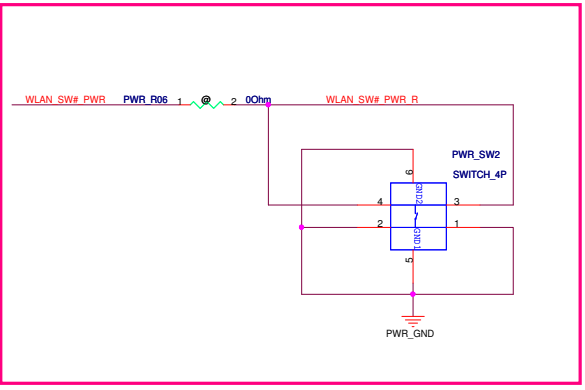 WLAN_SW#_PWR PWR_R06 1 @ 2 0Ohm WLAN_SW#_PWR_R
PWR_SW2
SWITCH_4P
6
GND2
4 3
2 1
GND1
5
PWR_GND